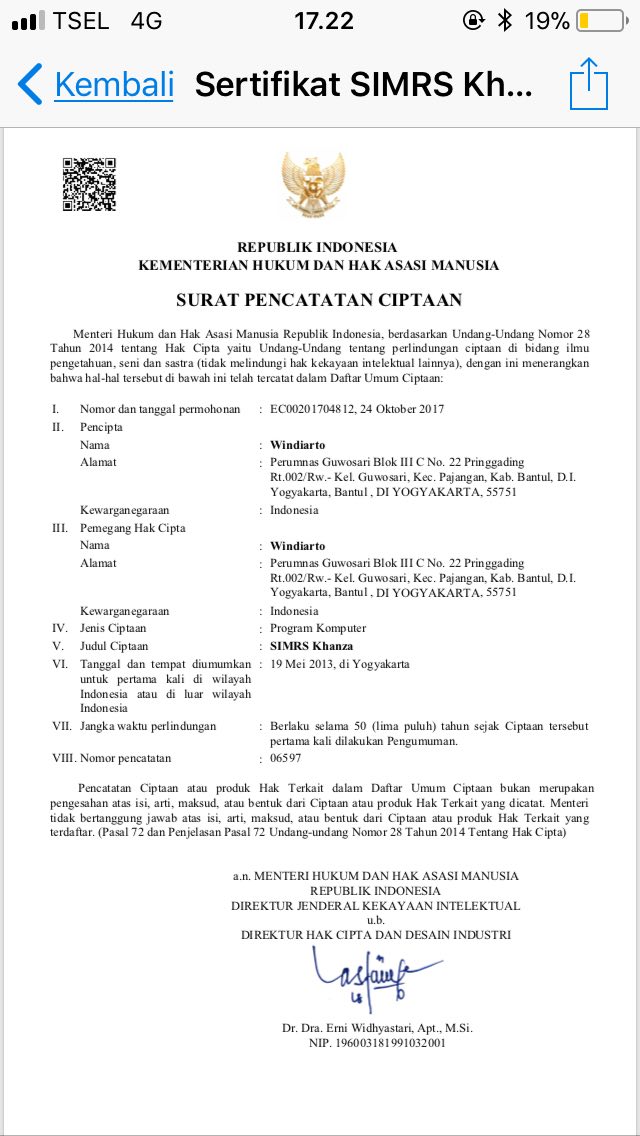 TSEL 4G 17.22 19%
Kembali Sertifikat SIMRS Kh...
REPUBLIK INDONESIA
KEMENTERIAN HUKUM DAN HAK ASASI MANUSIA
SURAT PENCATATAN CIPTAAN
Menteri Hukum dan Hak Asasi Manusia Republik Indonesia, berdasarkan Undang-Undang Nomor 28
Tahun 2014 tentang Hak Cipta yaitu Undang-Undang tentang perlindungan ciptaan di bidang ilmu
pengetahuan, seni dan sastra (tidak melindungi hak kekayaan intelektual lainnya), dengan ini menerangkan
bahwa hal-hal tersebut di bawah ini telah tercatat dalam Daftar Umum Ciptaan:
I. Nomor dan tanggal permohonan : EC00201704812, 24 Oktober 2017
II. Pencipta
Nama : Windiarto
Alamat : Perumnas Guwosari Blok III C No. 22 Pringgading
Rt.002/Rw.- Kel. Guwosari, Kec. Pajangan, Kab. Bantul, D.I.
Yogyakarta, Bantul , DI YOGYAKARTA, 55751
Kewarganegaraan : Indonesia
III. Pemegang Hak Cipta
Nama : Windiarto
Alamat : Perumnas Guwosari Blok III C No. 22 Pringgading
Rt.002/Rw.- Kel. Guwosari, Kec. Pajangan, Kab. Bantul, D.I.
Yogyakarta, Bantul , DI YOGYAKARTA, 55751
Kewarganegaraan : Indonesia
IV. Jenis Ciptaan : Program Komputer
V. Judul Ciptaan : SIMRS Khanza
VI. Tanggal dan tempat diumumkan : 19 Mei 2013, di Yogyakarta
untuk pertama kali di wilayah
Indonesia atau di luar wilayah
Indonesia
VII. Jangka waktu perlindungan : Berlaku selama 50 (lima puluh) tahun sejak Ciptaan tersebut
pertama kali dilakukan Pengumuman.
VIII. Nomor pencatatan : 06597
Pencatatan Ciptaan atau produk Hak Terkait dalam Daftar Umum Ciptaan bukan merupakan
pengesahan atas isi, arti, maksud, atau bentuk dari Ciptaan atau produk Hak Terkait yang dicatat. Menteri
tidak bertanggung jawab atas isi, arti, maksud, atau bentuk dari Ciptaan atau produk Hak Terkait yang
terdaftar. (Pasal 72 dan Penjelasan Pasal 72 Undang-undang Nomor 28 Tahun 2014 Tentang Hak Cipta)
a.n. MENTERI HUKUM DAN HAK ASASI MANUSIA
REPUBLIK INDONESIA
DIREKTUR JENDERAL KEKAYAAN INTELEKTUAL
u.b.
DIREKTUR HAK CIPTA DAN DESAIN INDUSTRI
Dr. Dra. Erni Widhyastari, Apt., M.Si.
NIP. 196003181991032001